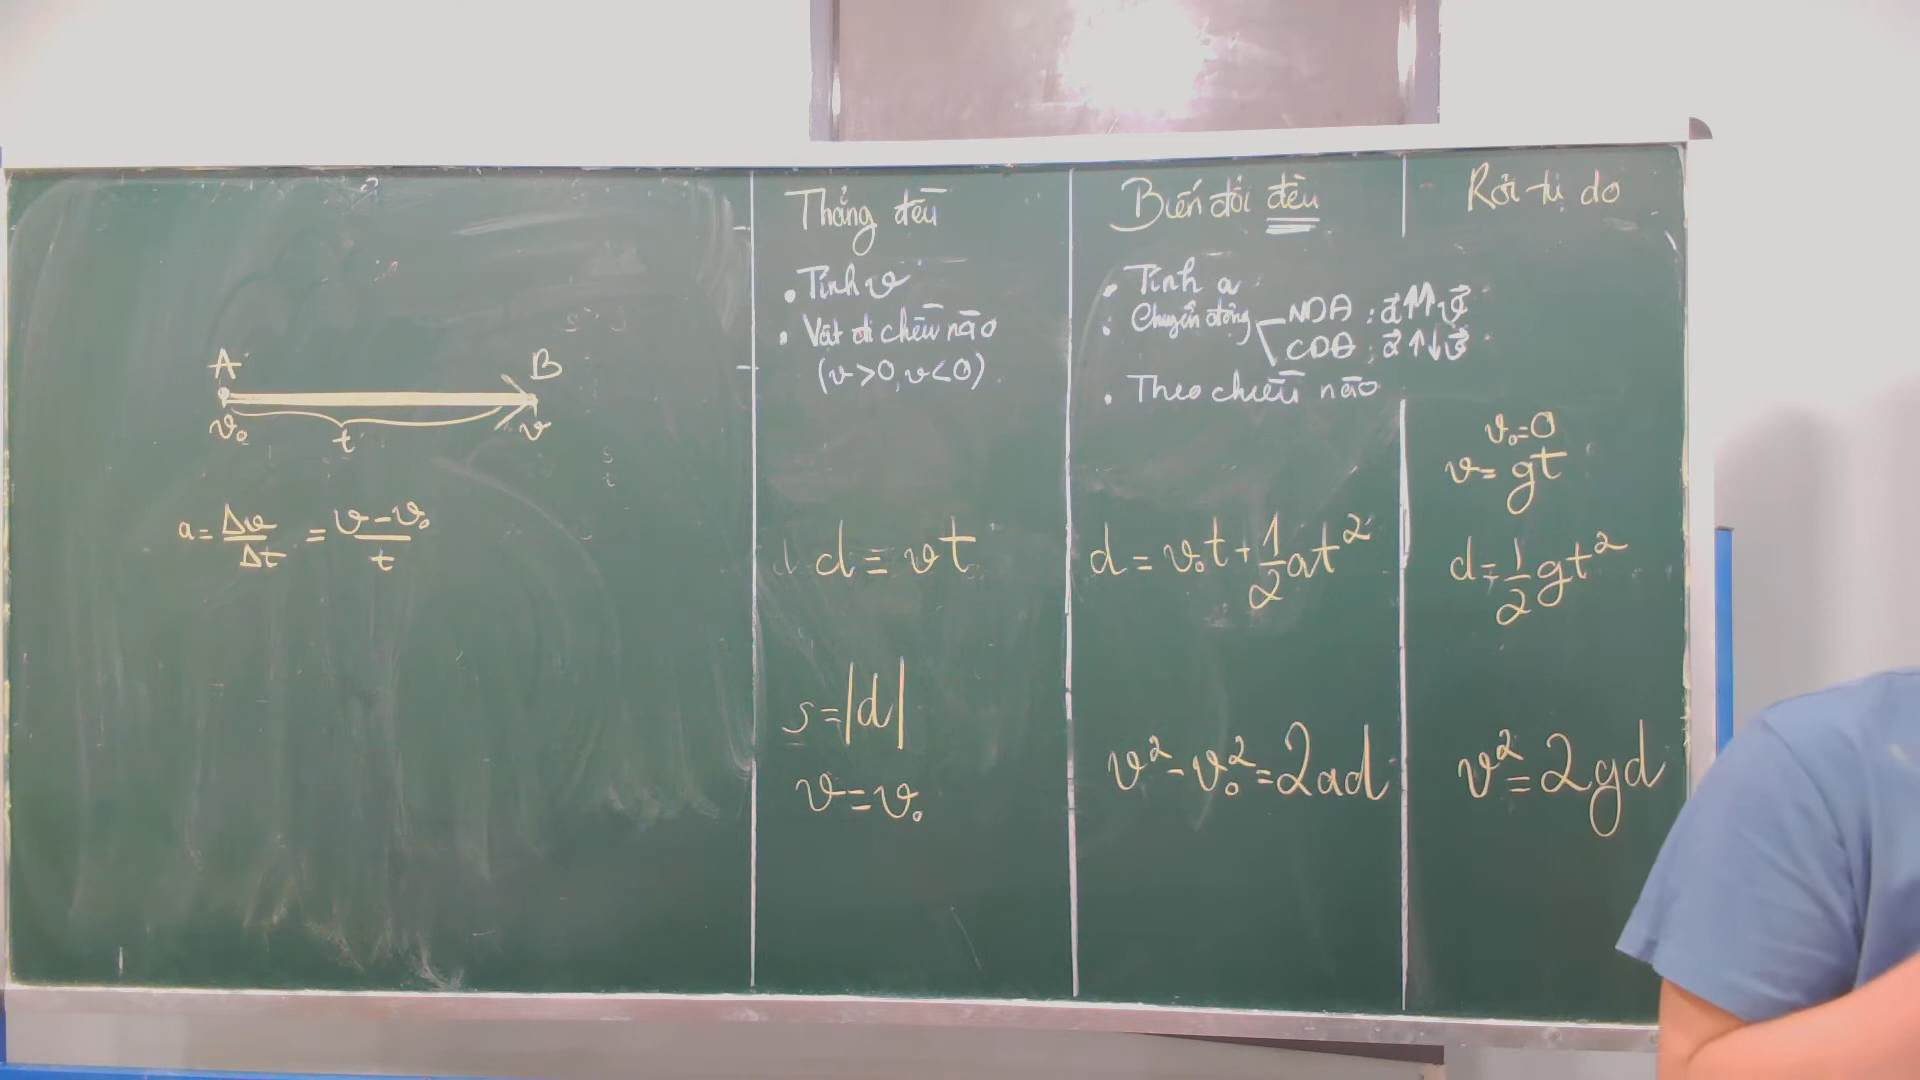 A B
v₀ t v
a = Δv/Δt = (v - v₀)/t
Thẳng đều
• Tính v
• Vật đi chiều nào
(v>0, v<0)
d = vt
s = |d|
v = v₀
Biến đổi đều
• Tính a
• Chuyển động
NDĐ : a⃗ ↑↑ v⃗
CDĐ : a⃗ ↑↓ v⃗
• Theo chiều nào
d = v₀t + 1/2 at²
v² - v₀² = 2ad
Rơi tự do
v₀ = 0
v = gt
d = 1/2 gt²
v² = 2gd